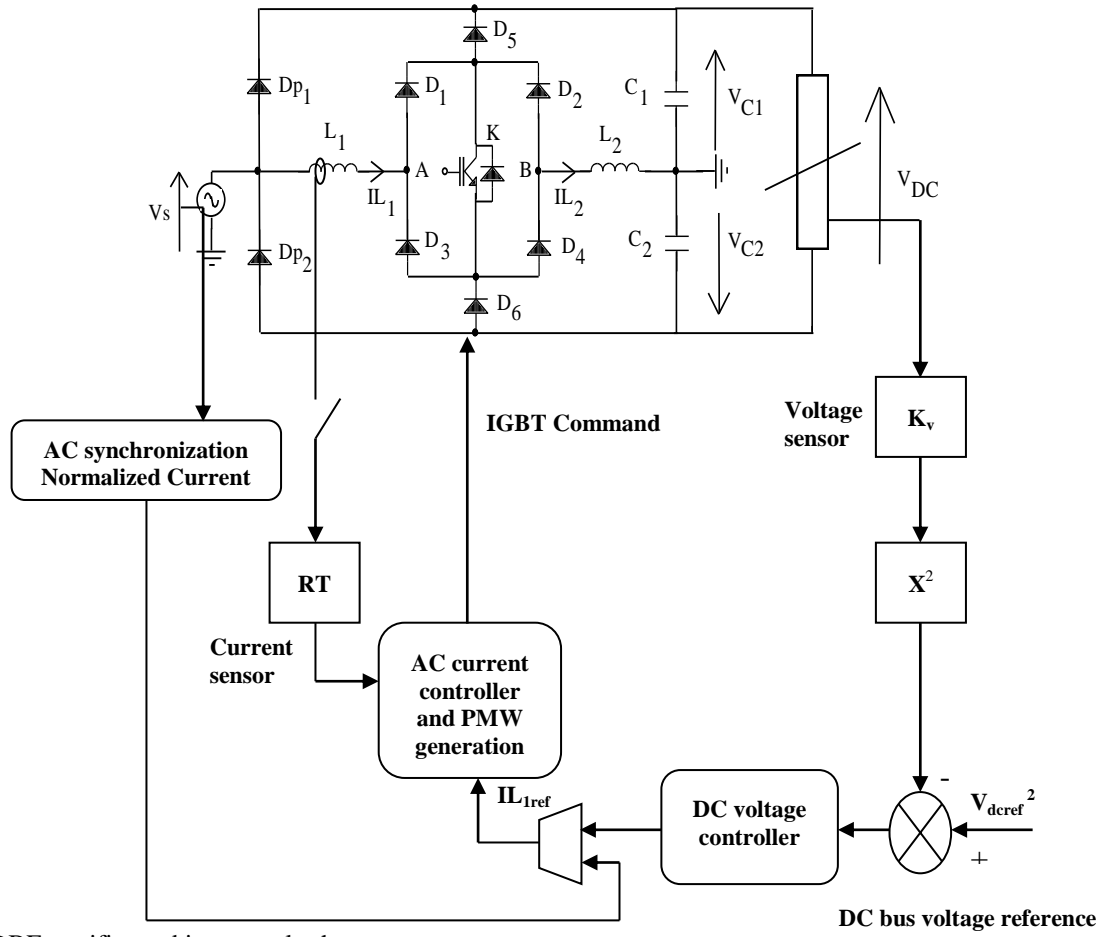 D5
Dp1
D1
D2
C1
VC1
L1
K
L2
A
B
IL1
IL2
Vs
VDC
Dp2
D3
D4
C2
VC2
D6
IGBT Command
Voltage
sensor
Kv
AC synchronization
Normalized Current
RT
X2
Current
sensor
AC current
controller
and PMW
generation
IL1ref
DC voltage
controller
-
Vdcref 2
+
DC bus voltage reference